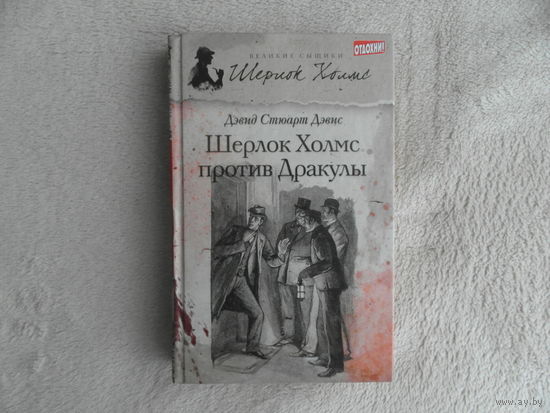 ВЕЛИКИЕ СЫЩИКИ
ОТДОХНИ!
Шерлок Холмс
Дэвид Стюарт Дэвис
Шерлок Холмс
против Дракулы
www.ay.by